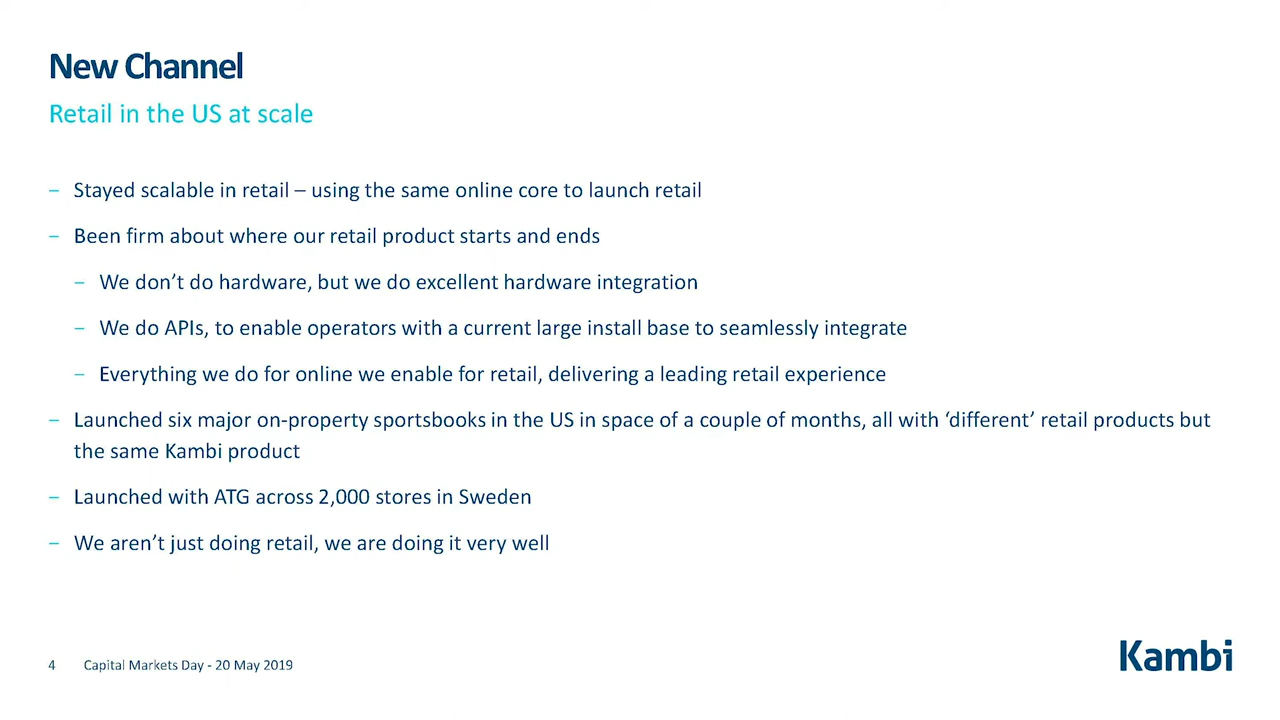 New Channel
Retail in the US at scale
– Stayed scalable in retail – using the same online core to launch retail
– Been firm about where our retail product starts and ends
– We don’t do hardware, but we do excellent hardware integration
– We do APIs, to enable operators with a current large install base to seamlessly integrate
– Everything we do for online we enable for retail, delivering a leading retail experience
– Launched six major on-property sportsbooks in the US in space of a couple of months, all with ‘different’ retail products but
the same Kambi product
– Launched with ATG across 2,000 stores in Sweden
– We aren’t just doing retail, we are doing it very well
4 Capital Markets Day - 20 May 2019
Kambi